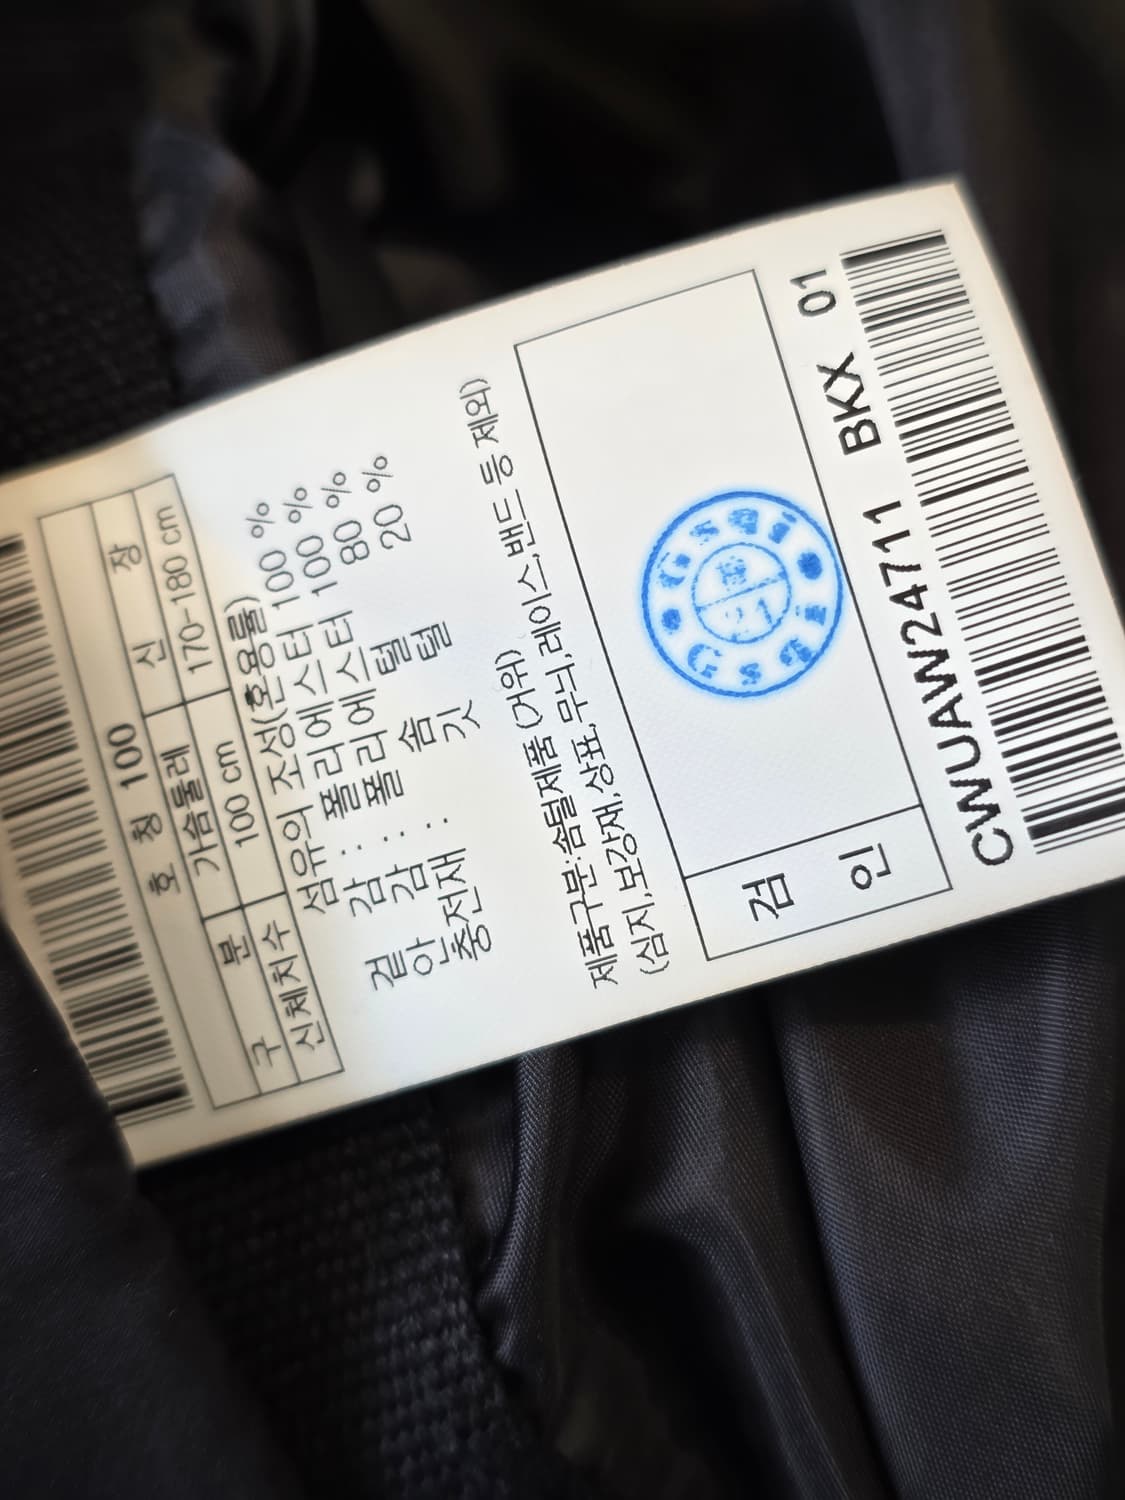 호 칭 100
구 분 가슴둘레 신 장
신체치수 100 cm 170-180 cm
섬유의 조성(혼용률)
겉 감 : 폴리에스터 100 %
안 감 : 폴리에스터 100 %
충전재 : 솜 털 80 %
깃 털 20 %
제품구분:솜털제품 (거위)
(심지,보강재,상표,무늬,레이스,밴드 등 제외)
검 인
Gsqi
Gsqi
CWUAW24711 BKX 01